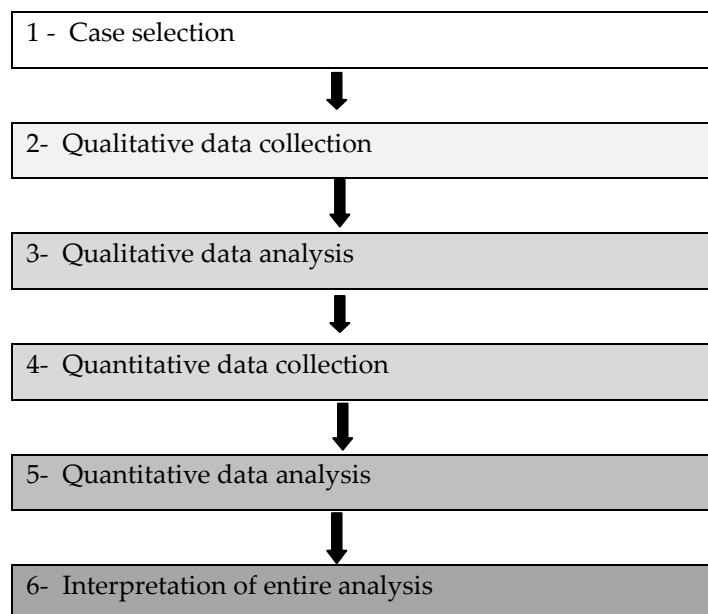 1 - Case selection
2- Qualitative data collection
3- Qualitative data analysis
4- Quantitative data collection
5- Quantitative data analysis
6- Interpretation of entire analysis